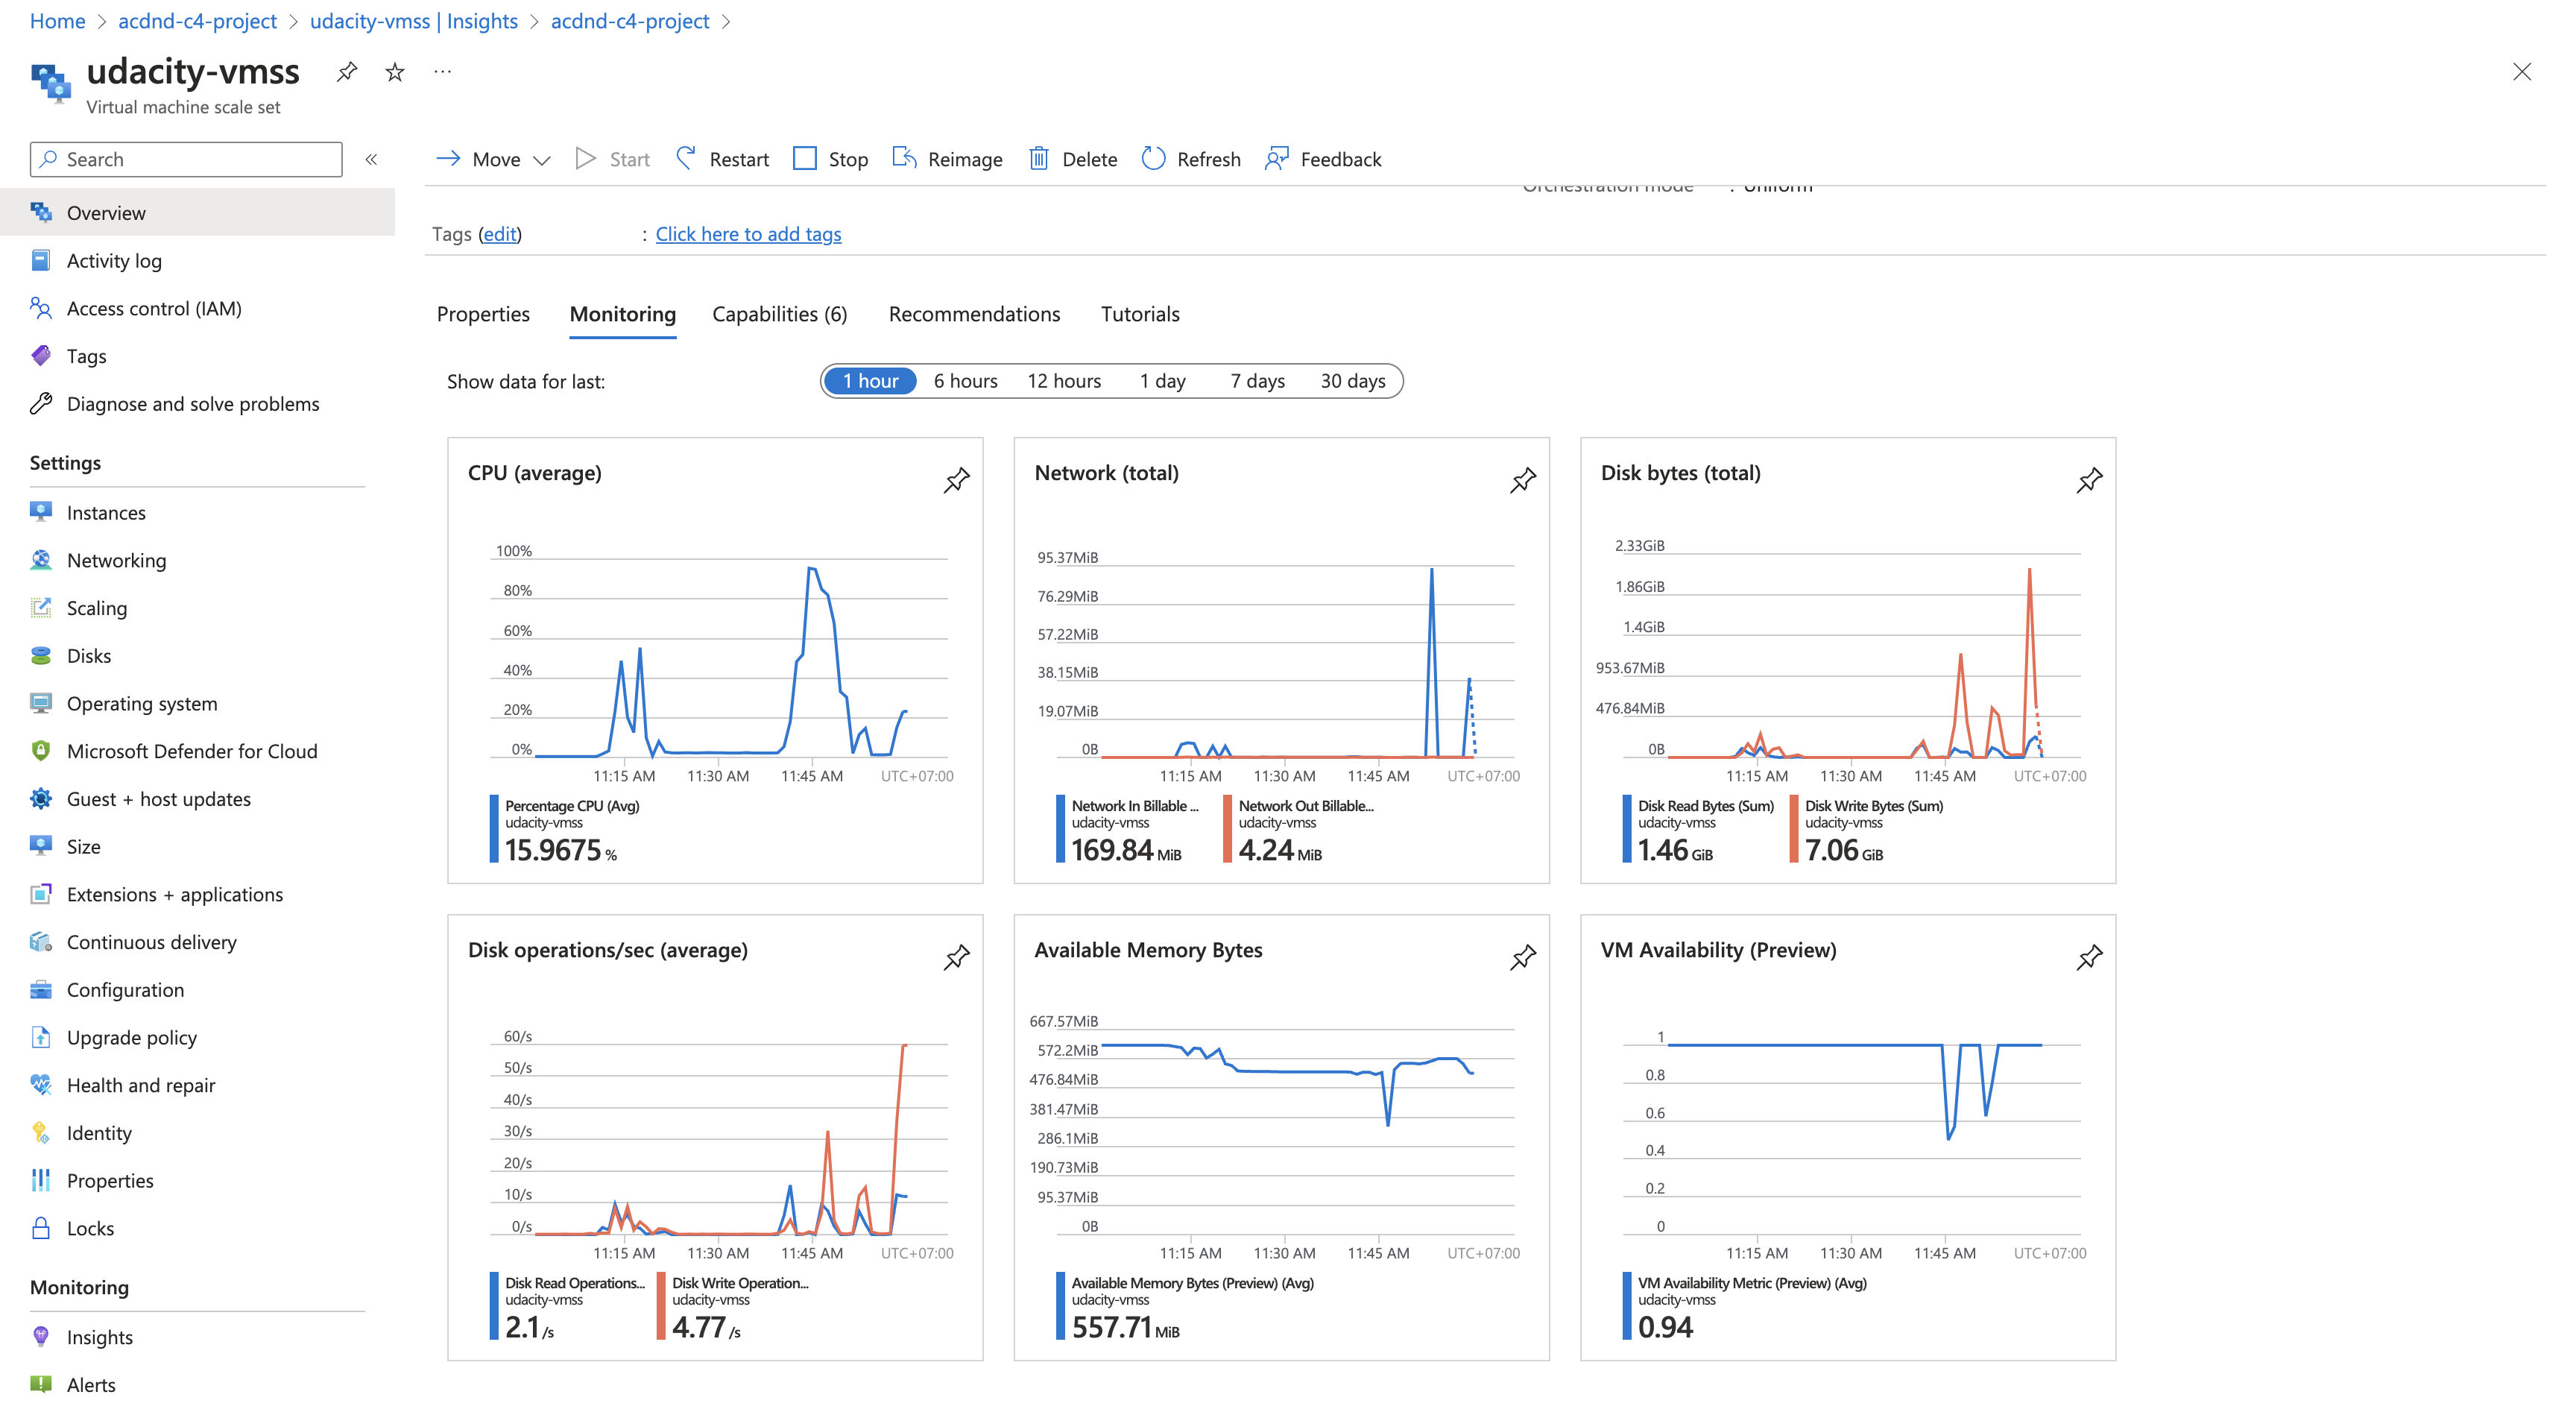 Home > acdnd-c4-project > udacity-vmss | Insights > acdnd-c4-project >
udacity-vmss
Virtual machine scale set
Search
«
Move
Start
Restart
Stop
Reimage
Delete
Refresh
Feedback
Orchestration mode : Uniform
Tags (edit) : Click here to add tags
Overview
Activity log
Access control (IAM)
Tags
Diagnose and solve problems
Settings
Instances
Networking
Scaling
Disks
Operating system
Microsoft Defender for Cloud
Guest + host updates
Size
Extensions + applications
Continuous delivery
Configuration
Upgrade policy
Health and repair
Identity
Properties
Locks
Monitoring
Insights
Alerts
Properties Monitoring Capabilities (6) Recommendations Tutorials
Show data for last: 1 hour 6 hours 12 hours 1 day 7 days 30 days
CPU (average)
100%
80%
60%
40%
20%
0%
11:15 AM 11:30 AM 11:45 AM UTC+07:00
Percentage CPU (Avg)
udacity-vmss
15.9675 %
Network (total)
95.37MiB
76.29MiB
57.22MiB
38.15MiB
19.07MiB
0B
11:15 AM 11:30 AM 11:45 AM UTC+07:00
Network In Billable ...
udacity-vmss
169.84 MiB
Network Out Billable...
udacity-vmss
4.24 MiB
Disk bytes (total)
2.33GiB
1.86GiB
1.4GiB
953.67MiB
476.84MiB
0B
11:15 AM 11:30 AM 11:45 AM UTC+07:00
Disk Read Bytes (Sum)
udacity-vmss
1.46 GiB
Disk Write Bytes (Sum)
udacity-vmss
7.06 GiB
Disk operations/sec (average)
60/s
50/s
40/s
30/s
20/s
10/s
0/s
11:15 AM 11:30 AM 11:45 AM UTC+07:00
Disk Read Operations...
udacity-vmss
2.1 /s
Disk Write Operation...
udacity-vmss
4.77 /s
Available Memory Bytes
667.57MiB
572.2MiB
476.84MiB
381.47MiB
286.1MiB
190.73MiB
95.37MiB
0B
11:15 AM 11:30 AM 11:45 AM UTC+07:00
Available Memory Bytes (Preview) (Avg)
udacity-vmss
557.71 MiB
VM Availability (Preview)
1
0.8
0.6
0.4
0.2
0
11:15 AM 11:30 AM 11:45 AM UTC+07:00
VM Availability Metric (Preview) (Avg)
udacity-vmss
0.94